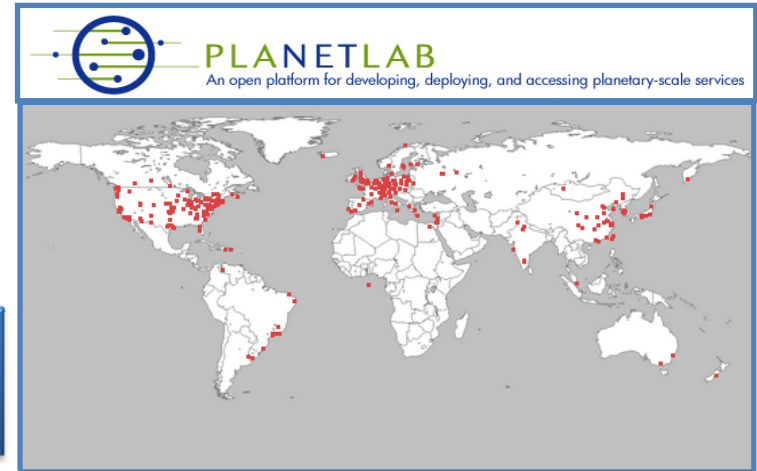 PLANETLAB
An open platform for developing, deploying, and accessing planetary-scale services